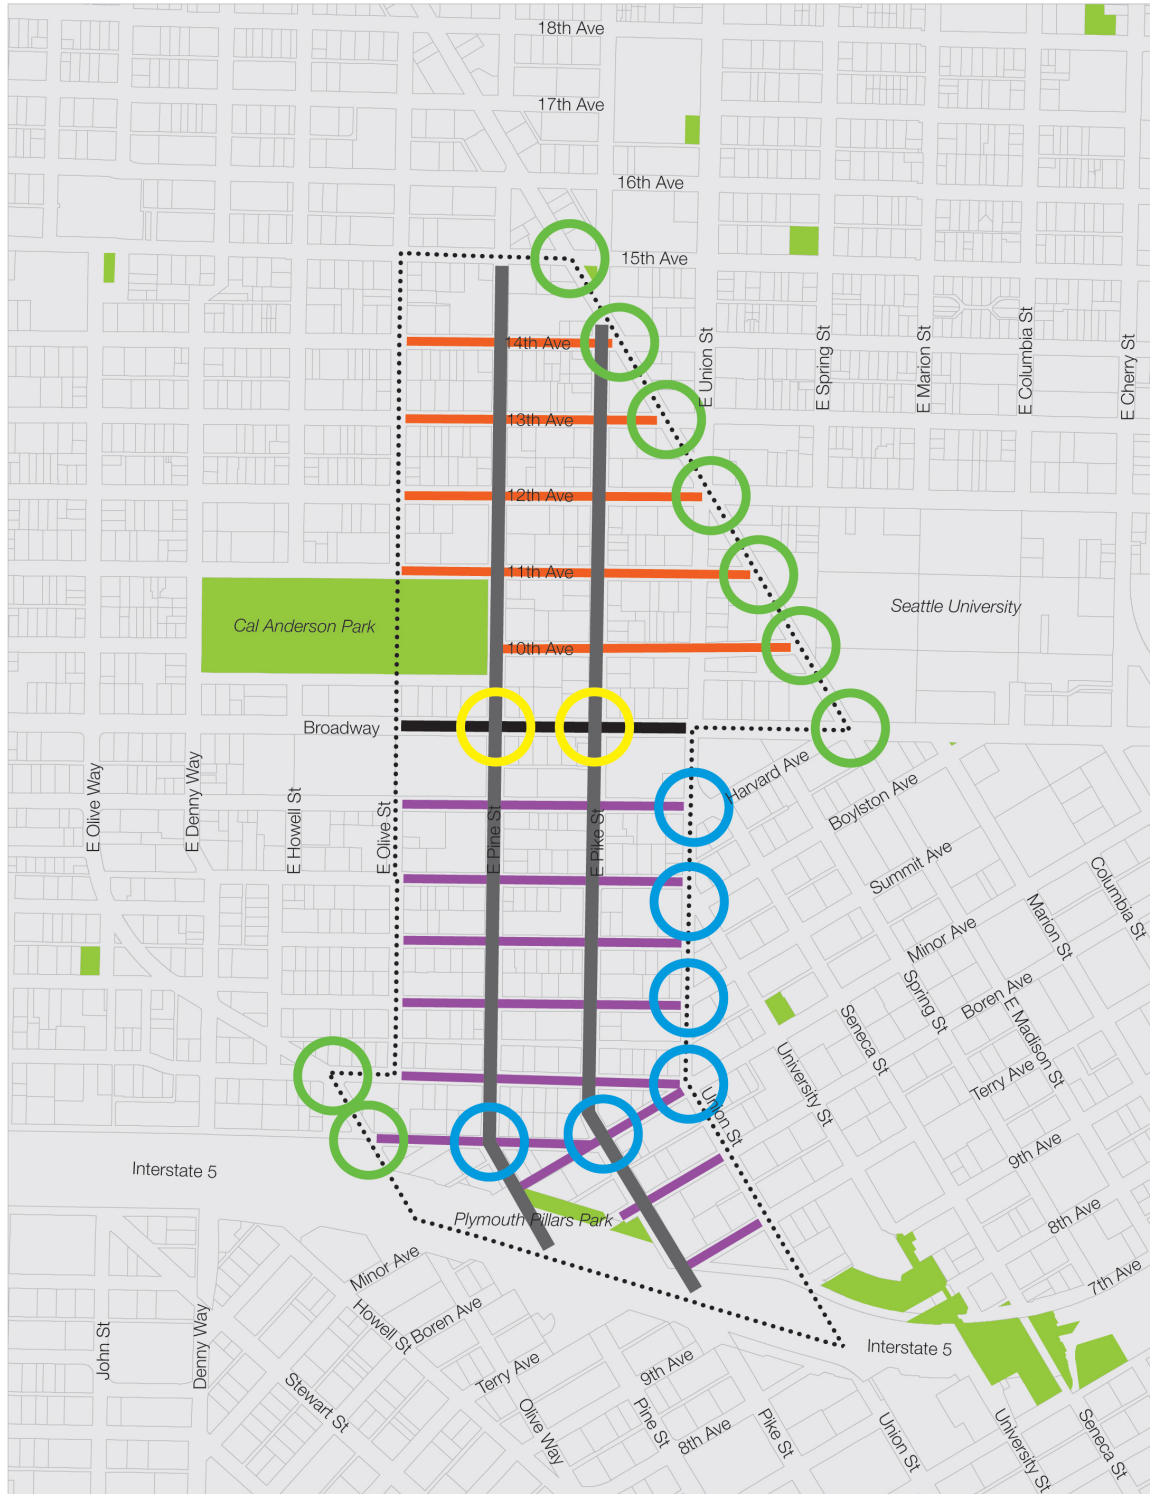 18th Ave
17th Ave
16th Ave
15th Ave
14th Ave
E Union St
E Spring St
E Marion St
E Columbia St
E Cherry St
13th Ave
12th Ave
11th Ave
Seattle University
Cal Anderson Park
10th Ave
Broadway
Harvard Ave
Boylston Ave
E Olive Way
E Denny Way
E Howell St
E Olive St
E Pine St
E Pike St
Summit Ave
Columbia St
Marion St
Minor Ave
Spring St
Boren Ave
E Madison St
Seneca St
University St
Terry Ave
Union St
9th Ave
Interstate 5
Plymouth Pillars Park
8th Ave
7th Ave
Minor Ave
Howell St
Boren Ave
John St
Denny Way
Interstate 5
Terry Ave
9th Ave
Stewart St
Olive Way
Pine St
8th Ave
Pike St
Union St
University St
Seneca St